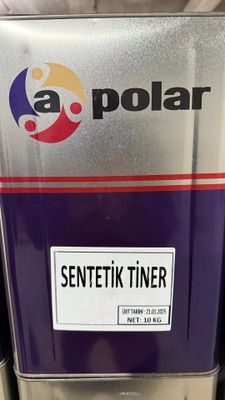 a polar
SENTETİK TİNER
ÜRT TARİHİ: 21.01.2025
NET: 10 KG